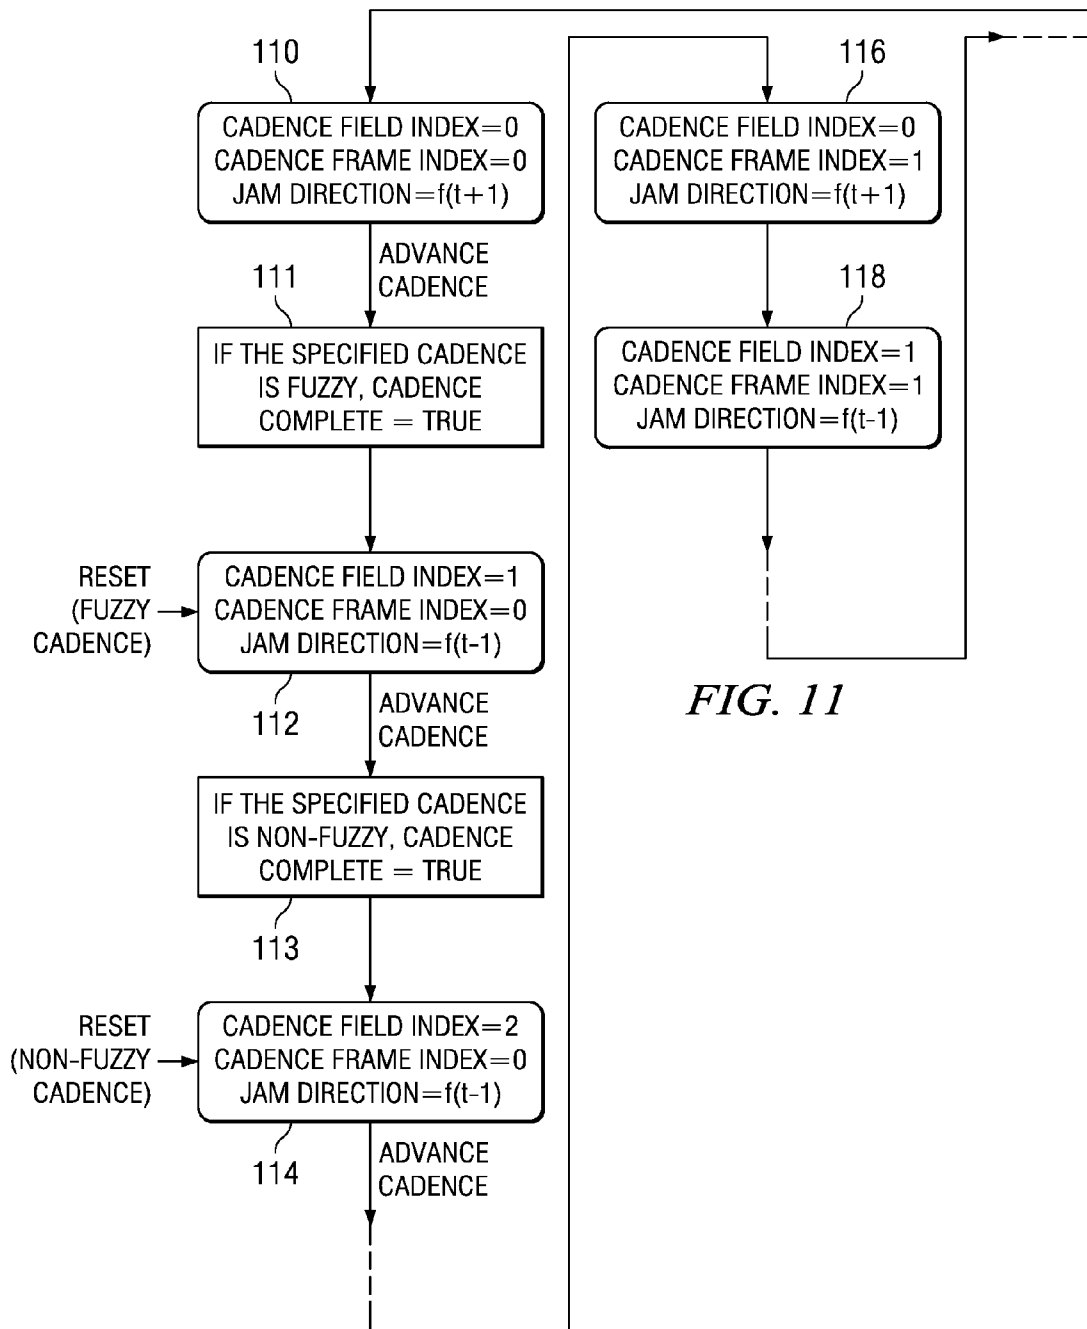 110
CADENCE FIELD INDEX=0
CADENCE FRAME INDEX=0
JAM DIRECTION=f(t+1)
ADVANCE
CADENCE
111
IF THE SPECIFIED CADENCE
IS FUZZY, CADENCE
COMPLETE = TRUE
RESET
(FUZZY
CADENCE)
CADENCE FIELD INDEX=1
CADENCE FRAME INDEX=0
JAM DIRECTION=f(t-1)
112
ADVANCE
CADENCE
IF THE SPECIFIED CADENCE
IS NON-FUZZY, CADENCE
COMPLETE = TRUE
113
RESET
(NON-FUZZY
CADENCE)
CADENCE FIELD INDEX=2
CADENCE FRAME INDEX=0
JAM DIRECTION=f(t-1)
114
ADVANCE
CADENCE
116
CADENCE FIELD INDEX=0
CADENCE FRAME INDEX=1
JAM DIRECTION=f(t+1)
118
CADENCE FIELD INDEX=1
CADENCE FRAME INDEX=1
JAM DIRECTION=f(t-1)
FIG. 11